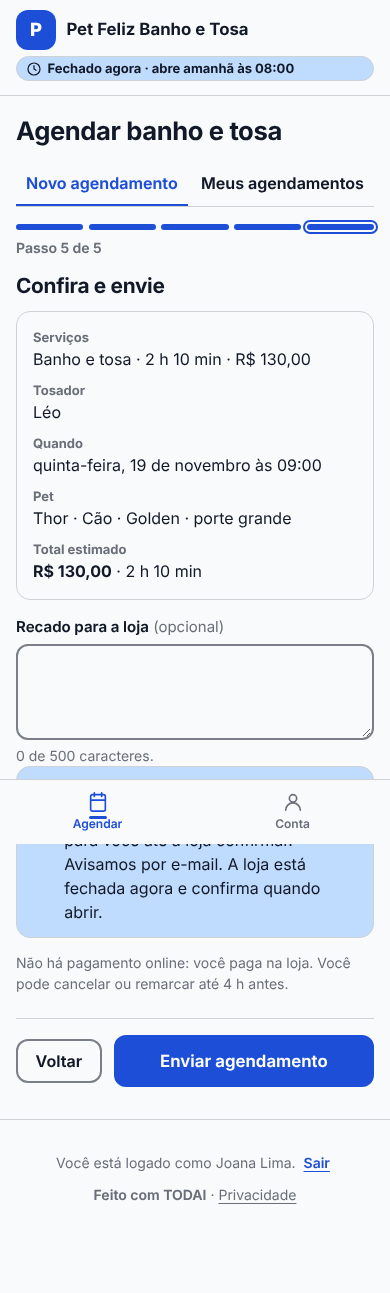 P
Pet Feliz Banho e Tosa
Fechado agora · abre amanhã às 08:00
Agendar banho e tosa
Novo agendamento
Meus agendamentos
Passo 5 de 5
Confira e envie
Serviços
Banho e tosa · 2 h 10 min · R$ 130,00
Tosador
Léo
Quando
quinta-feira, 19 de novembro às 09:00
Pet
Thor · Cão · Golden · porte grande
Total estimado
R$ 130,00 · 2 h 10 min
Recado para a loja (opcional)
0 de 500 caracteres.
Agendar
Conta
para você até a loja confirmar.
Avisamos por e-mail. A loja está
fechada agora e confirma quando
abrir.
Não há pagamento online: você paga na loja. Você
pode cancelar ou remarcar até 4 h antes.
Voltar
Enviar agendamento
Você está logado como Joana Lima. Sair
Feito com TODAI · Privacidade